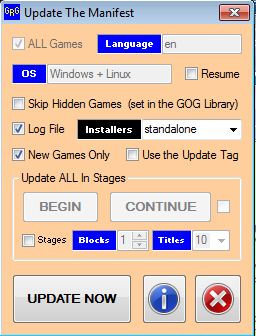 GRG Update The Manifest
ALL Games Language en
OS Windows + Linux Resume
Skip Hidden Games (set in the GOG Library)
Log File Installers standalone
New Games Only Use the Update Tag
Update ALL In Stages
BEGIN CONTINUE
Stages Blocks 1 Titles 10
UPDATE NOW i